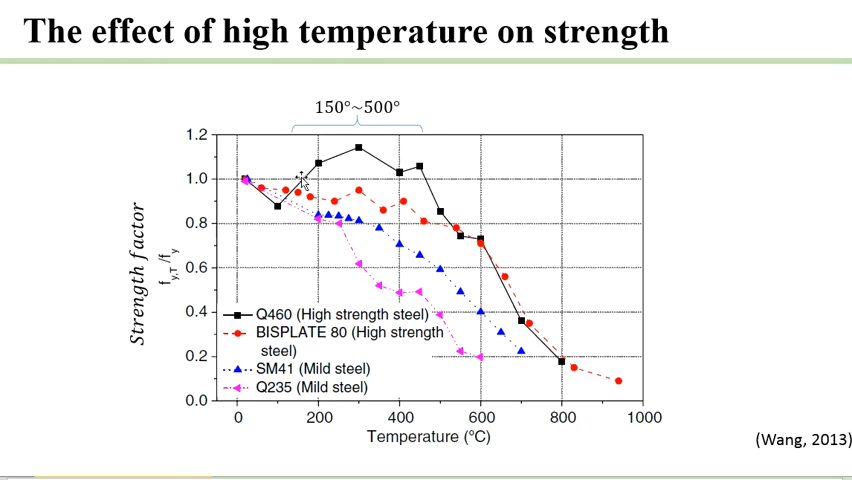 The effect of high temperature on strength
150°~500°
1.2
1.0
0.8
0.6
0.4
0.2
0.0
Strength factor
f_y,T /f_y
Q460 (High strength steel)
BISPLATE 80 (High strength
steel)
SM41 (Mild steel)
Q235 (Mild steel)
0 200 400 600 800 1000
Temperature (ºC)
(Wang, 2013)